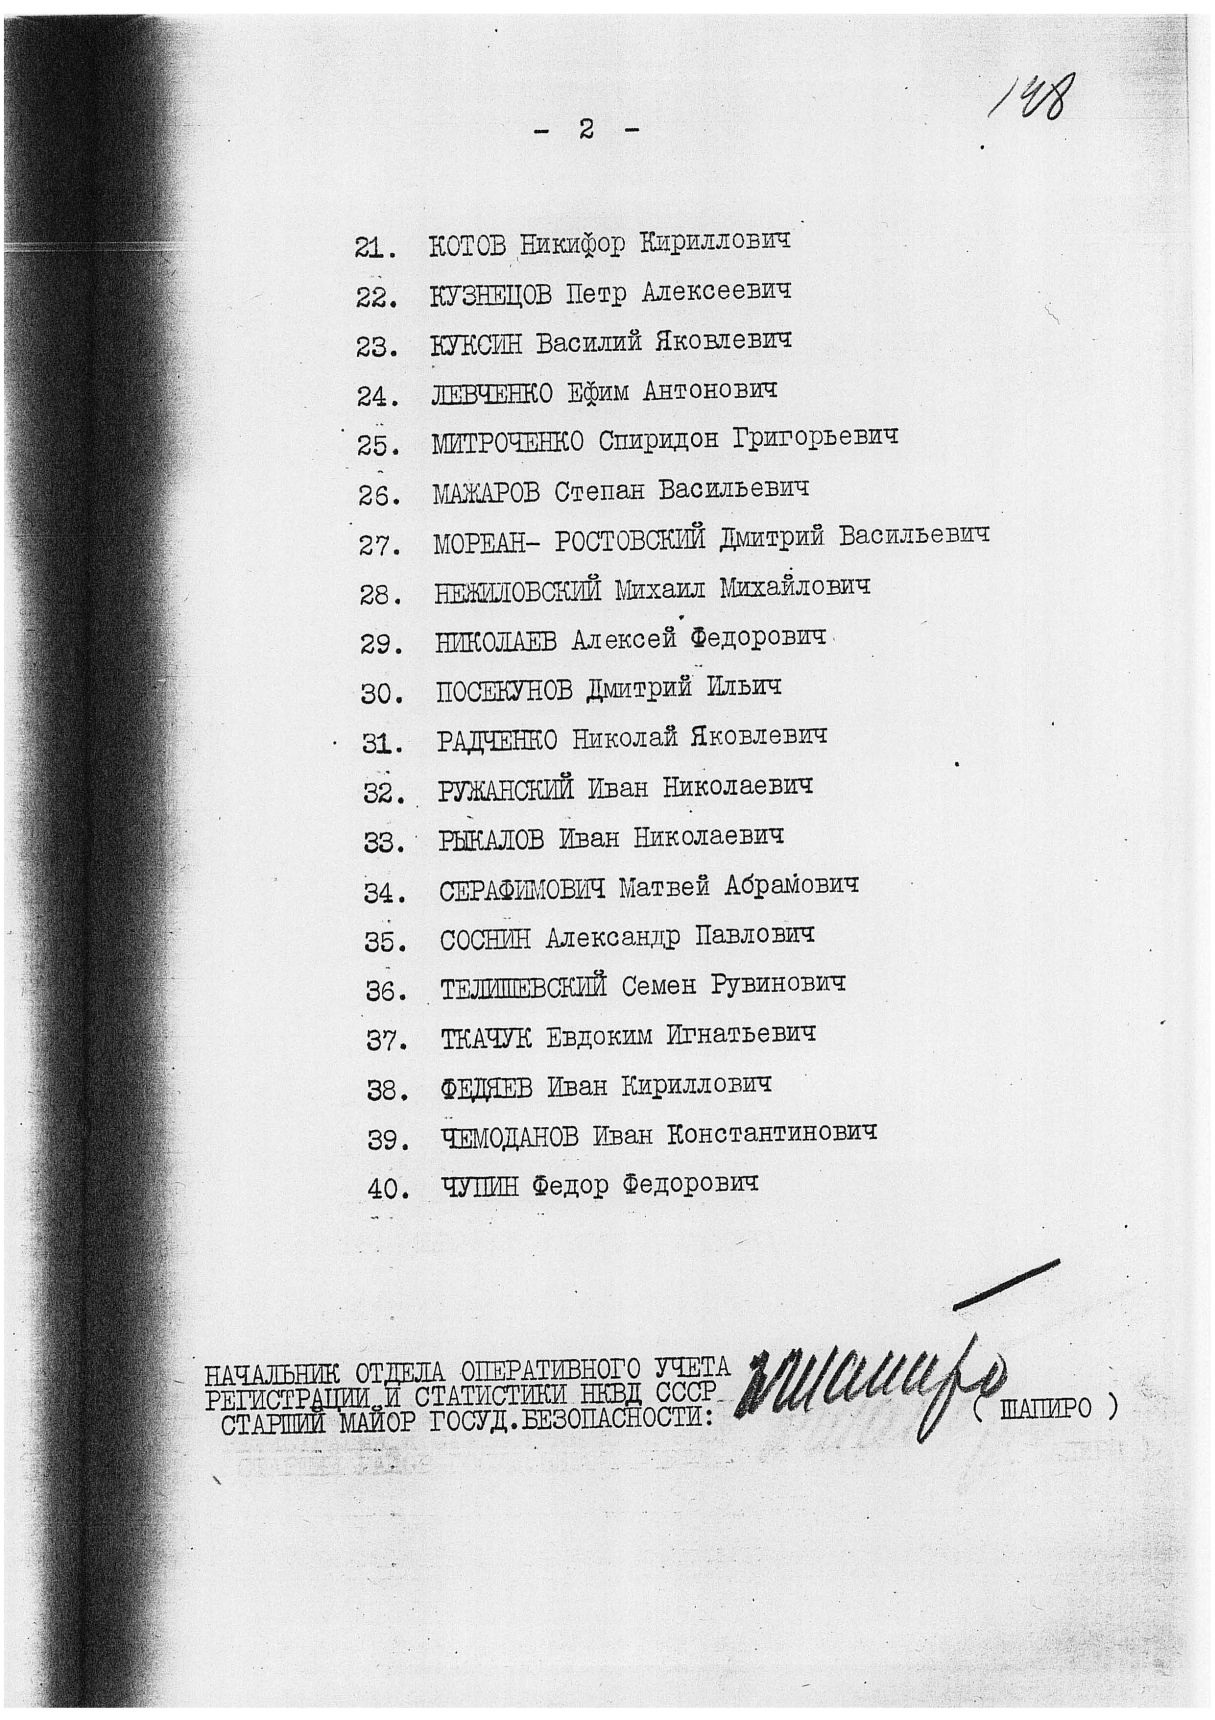 198
- 2 -
21. КОТОВ Никифор Кириллович
22. КУЗНЕЦОВ Петр Алексеевич
23. КУКСИН Василий Яковлевич
24. ЛЕВЧЕНКО Ефим Антонович
25. МИТРОЧЕНКО Спиридон Григорьевич
26. МАЖАРОВ Степан Васильевич
27. МОРЕАН- РОСТОВСКИЙ Дмитрий Васильевич
28. НЕЖИЛОВСКИЙ Михаил Михайлович
29. НИКОЛАЕВ Алексей Федорович
30. ПОСЕКУНОВ Дмитрий Ильич
31. РАДЧЕНКО Николай Яковлевич
32. РУЖАНСКИЙ Иван Николаевич
33. РЫКАЛОВ Иван Николаевич
34. СЕРАФИМОВИЧ Матвей Абрамович
35. СОСНИН Александр Павлович
36. ТЕЛИШЕВСКИЙ Семен Рувинович
37. ТКАЧУК Евдоким Игнатьевич
38. ФЕДЯЕВ Иван Кириллович
39. ЧЕМОДАНОВ Иван Константинович
40. ЧУПИН Федор Федорович
НАЧАЛЬНИК ОТДЕЛА ОПЕРАТИВНОГО УЧЕТА
РЕГИСТРАЦИИ И СТАТИСТИКИ НКВД СССР
СТАРШИЙ МАЙОР ГОСУД.БЕЗОПАСНОСТИ:
Шапиро
( ШАПИРО )